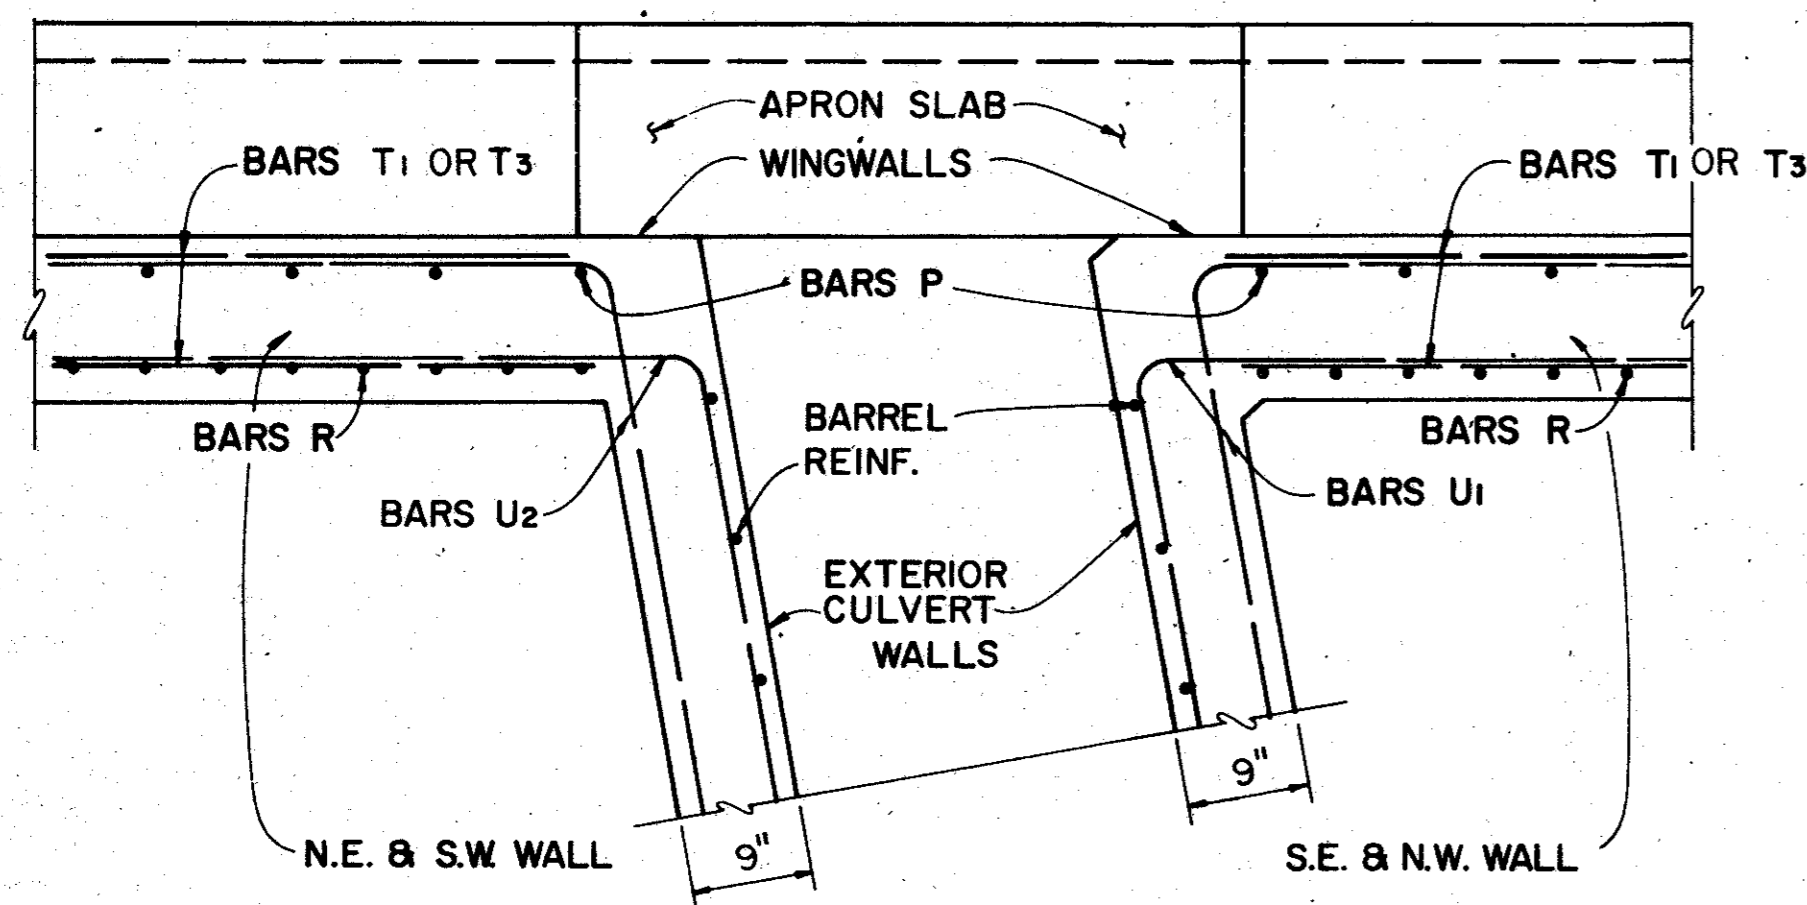 APRON SLAB
BARS T1 OR T3
WINGWALLS
BARS T1 OR T3
BARS P
BARREL
REINF.
BARS R
BARS R
BARS U2
BARS U1
EXTERIOR
CULVERT
WALLS
9"
9"
N.E. & S.W. WALL
S.E. & N.W. WALL